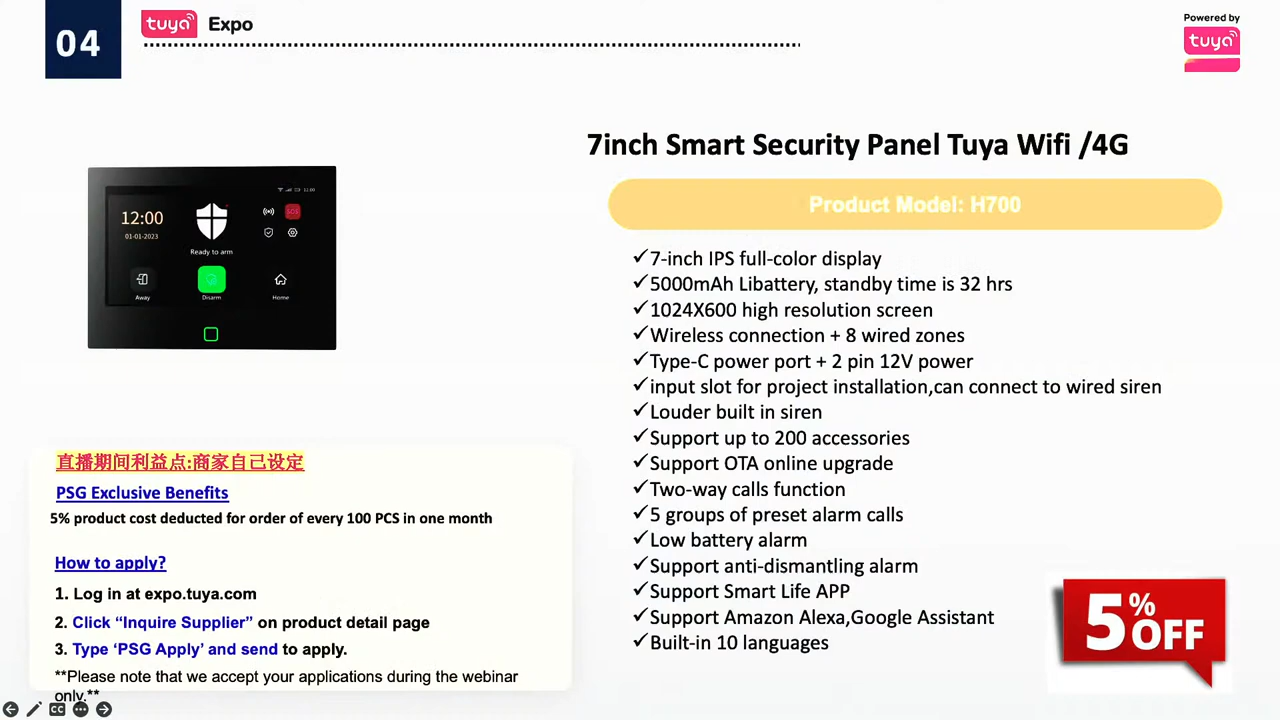 04
tuya Expo
Powered by
tuya
7inch Smart Security Panel Tuya Wifi /4G
Product Model: H700
12:00
01-01-2023
12:00
SOS
Ready to arm
Away
Disarm
Home
✓7-inch IPS full-color display
✓5000mAh Libattery, standby time is 32 hrs
✓1024X600 high resolution screen
✓Wireless connection + 8 wired zones
✓Type-C power port + 2 pin 12V power
✓input slot for project installation,can connect to wired siren
✓Louder built in siren
✓Support up to 200 accessories
✓Support OTA online upgrade
✓Two-way calls function
✓5 groups of preset alarm calls
✓Low battery alarm
✓Support anti-dismantling alarm
✓Support Smart Life APP
✓Support Amazon Alexa,Google Assistant
✓Built-in 10 languages
直播期间利益点:商家自己设定
PSG Exclusive Benefits
5% product cost deducted for order of every 100 PCS in one month
How to apply?
1. Log in at expo.tuya.com
2. Click “Inquire Supplier” on product detail page
3. Type ‘PSG Apply’ and send to apply.
**Please note that we accept your applications during the webinar
only.**
5% OFF
CC